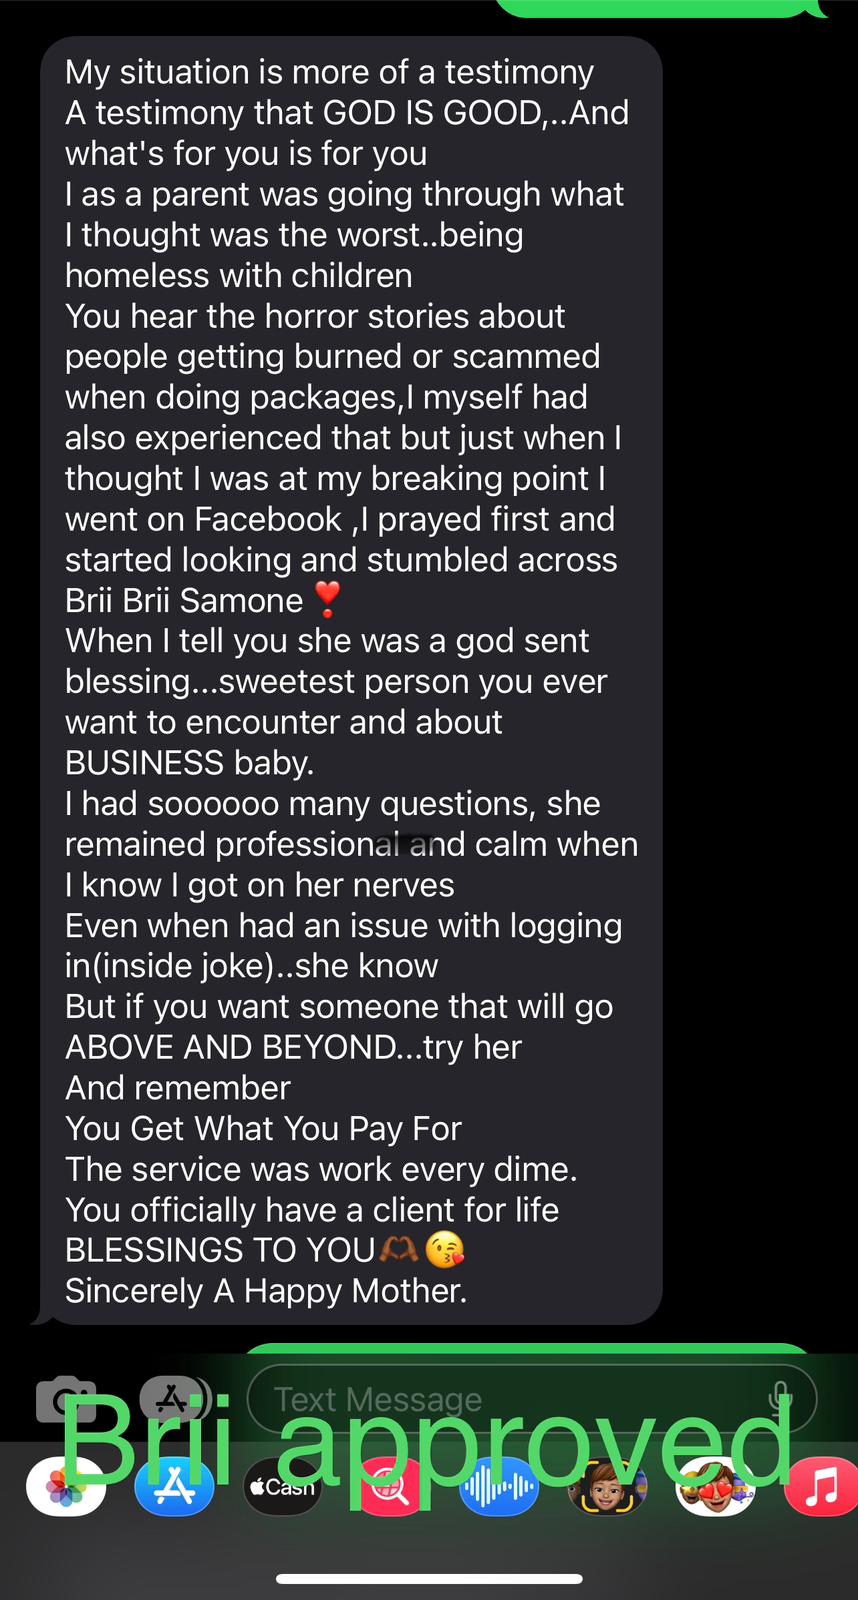 My situation is more of a testimony
A testimony that GOD IS GOOD,..And
what's for you is for you
I as a parent was going through what
I thought was the worst..being
homeless with children
You hear the horror stories about
people getting burned or scammed
when doing packages,I myself had
also experienced that but just when I
thought I was at my breaking point I
went on Facebook ,I prayed first and
started looking and stumbled across
Brii Brii Samone ❣️
When I tell you she was a god sent
blessing...sweetest person you ever
want to encounter and about
BUSINESS baby.
I had soooooo many questions, she
remained professional and calm when
I know I got on her nerves
Even when had an issue with logging
in(inside joke)..she know
But if you want someone that will go
ABOVE AND BEYOND...try her
And remember
You Get What You Pay For
The service was work every dime.
You officially have a client for life
BLESSINGS TO YOU🫶🏾😘
Sincerely A Happy Mother.
Text Message
Brii approved
Cash